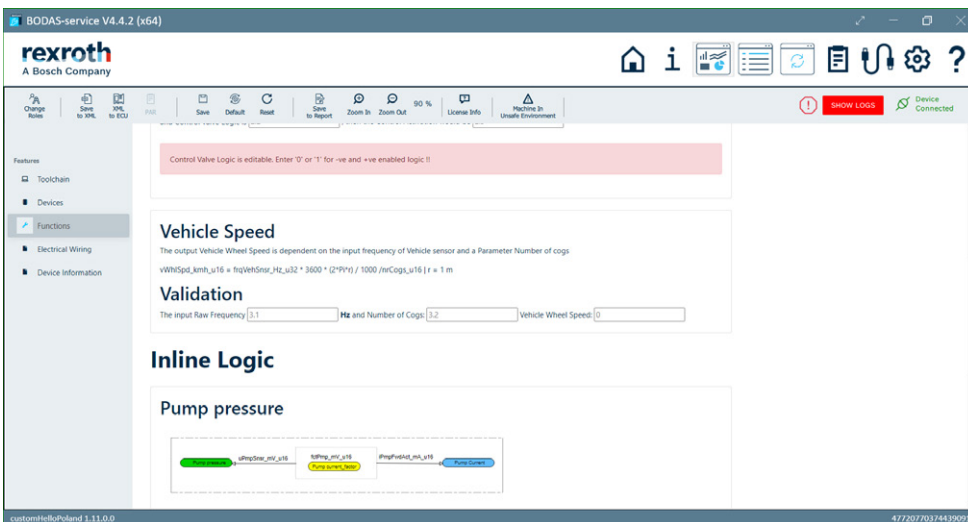 BODAS-service V4.4.2 (x64)
rexroth
A Bosch Company
Change Roles
Save to XML
XML to ECU
Save
Default
Reset
Save to Report
Zoom In
Zoom Out
90 %
License Info
Machine In Unsafe Environment
SHOW LOGS
Device Connected
Features
Toolchain
Devices
Functions
Electrical Wiring
Device Information
Control Valve Logic is editable. Enter '0' or '1' for -ve and +ve enabled logic !!
Vehicle Speed
The output Vehicle Wheel Speed is dependent on the input frequency of Vehicle sensor and a Parameter Number of cogs
vWhlSpd_kmh_u16 = frqVehSnsr_Hz_u32 * 3600 * (2*Pi*r) / 1000 /nrCogs_u16 | r = 1 m
Validation
The input Raw Frequency 3.1 Hz and Number of Cogs: 3.2 Vehicle Wheel Speed: 0
Inline Logic
Pump pressure
Pump pressure uPmpSnsr_mV_u16 fctPmp_mV_u16 iPmpFwdAct_mA_u16 Pump Current
Pump current_factor
customHelloPoland 1.11.0.0
4772077037443909